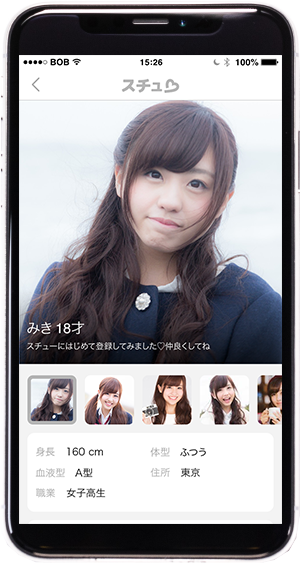 BOB 15:26 100%
スチュ
みき 18才
スチューにはじめて登録してみました♡仲良くしてね
身長 160 cm 体型 ふつう
血液型 A型 住所 東京
職業 女子高生